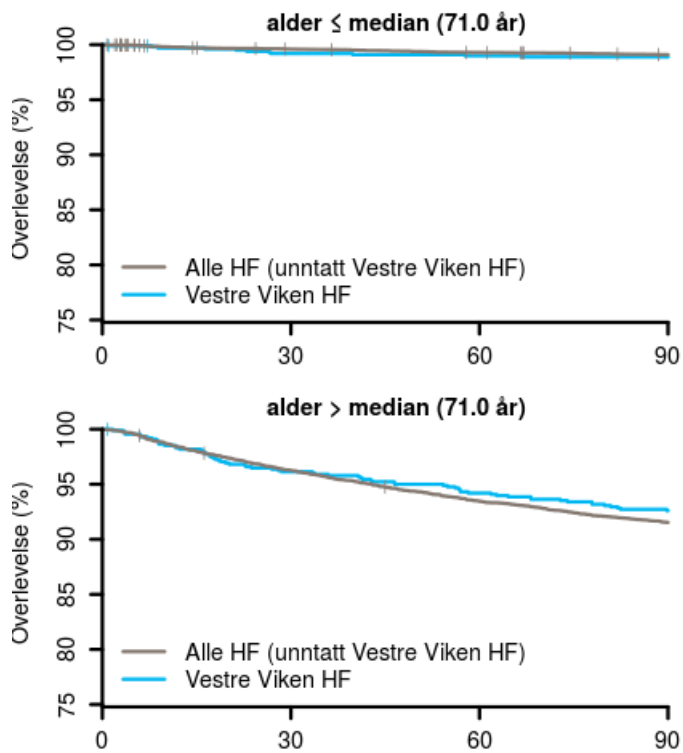 alder ≤ median (71.0 år)
Overlevelse (%)
100
95
90
85
80
75
Alle HF (unntatt Vestre Viken HF)
Vestre Viken HF
0 30 60 90
alder > median (71.0 år)
Overlevelse (%)
100
95
90
85
80
75
Alle HF (unntatt Vestre Viken HF)
Vestre Viken HF
0 30 60 90